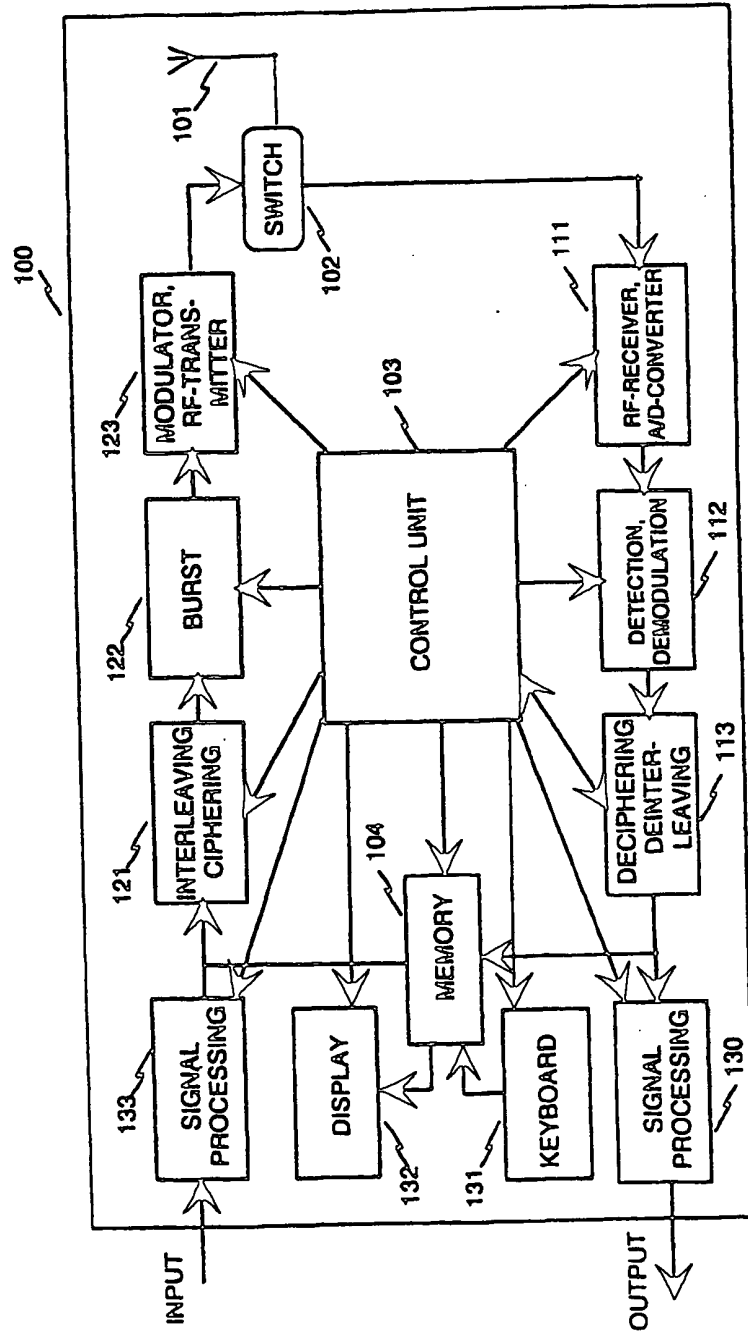 100
INPUT
133
SIGNAL
PROCESSING
121
INTERLEAVING
CIPHERING
122
BURST
123
MODULATOR,
RF-TRANS-
MITTER
101
SWITCH
102
DISPLAY
132
MEMORY
104
CONTROL UNIT
103
KEYBOARD
131
OUTPUT
SIGNAL
PROCESSING
130
DECIPHERING
DEINTER-
LEAVING
113
DETECTION,
DEMODULATION
112
RF-RECEIVER,
A/D-CONVERTER
111